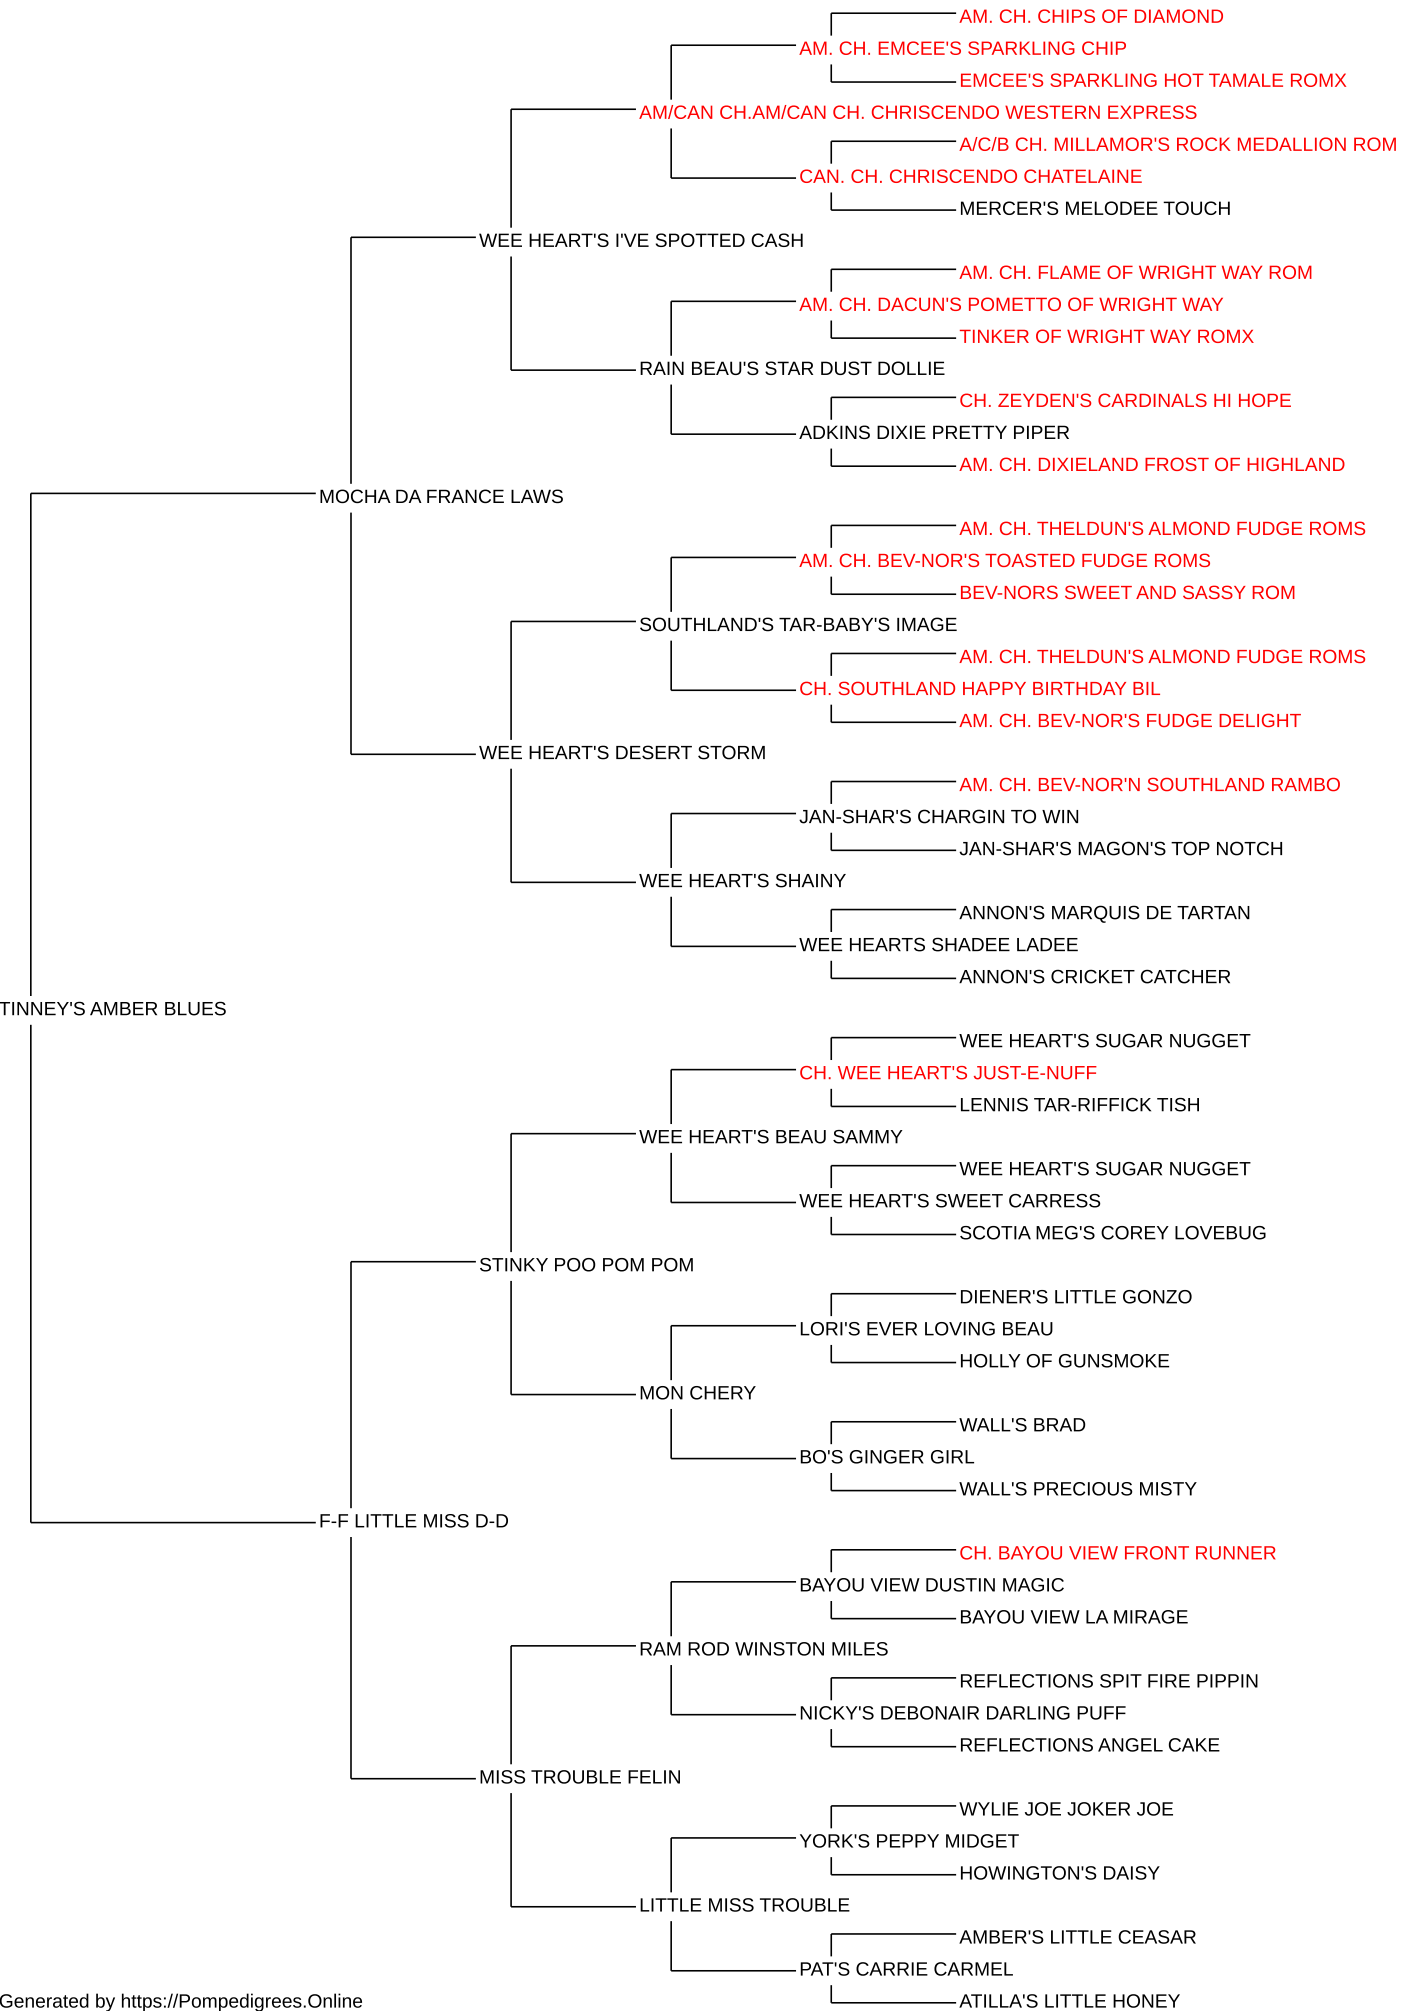 AM. CH. CHIPS OF DIAMOND
AM. CH. EMCEE'S SPARKLING CHIP
EMCEE'S SPARKLING HOT TAMALE ROMX
AM/CAN CH.AM/CAN CH. CHRISCENDO WESTERN EXPRESS
A/C/B CH. MILLAMOR'S ROCK MEDALLION ROM
CAN. CH. CHRISCENDO CHATELAINE
MERCER'S MELODEE TOUCH
WEE HEART'S I'VE SPOTTED CASH
AM. CH. FLAME OF WRIGHT WAY ROM
AM. CH. DACUN'S POMETTO OF WRIGHT WAY
TINKER OF WRIGHT WAY ROMX
RAIN BEAU'S STAR DUST DOLLIE
CH. ZEYDEN'S CARDINALS HI HOPE
ADKINS DIXIE PRETTY PIPER
AM. CH. DIXIELAND FROST OF HIGHLAND
MOCHA DA FRANCE LAWS
AM. CH. THELDUN'S ALMOND FUDGE ROMS
AM. CH. BEV-NOR'S TOASTED FUDGE ROMS
BEV-NORS SWEET AND SASSY ROM
SOUTHLAND'S TAR-BABY'S IMAGE
AM. CH. THELDUN'S ALMOND FUDGE ROMS
CH. SOUTHLAND HAPPY BIRTHDAY BIL
AM. CH. BEV-NOR'S FUDGE DELIGHT
WEE HEART'S DESERT STORM
AM. CH. BEV-NOR'N SOUTHLAND RAMBO
JAN-SHAR'S CHARGIN TO WIN
JAN-SHAR'S MAGON'S TOP NOTCH
WEE HEART'S SHAINY
ANNON'S MARQUIS DE TARTAN
WEE HEARTS SHADEE LADEE
ANNON'S CRICKET CATCHER
TINNEY'S AMBER BLUES
WEE HEART'S SUGAR NUGGET
CH. WEE HEART'S JUST-E-NUFF
LENNIS TAR-RIFFICK TISH
WEE HEART'S BEAU SAMMY
WEE HEART'S SUGAR NUGGET
WEE HEART'S SWEET CARRESS
SCOTIA MEG'S COREY LOVEBUG
STINKY POO POM POM
DIENER'S LITTLE GONZO
LORI'S EVER LOVING BEAU
HOLLY OF GUNSMOKE
MON CHERY
WALL'S BRAD
BO'S GINGER GIRL
WALL'S PRECIOUS MISTY
F-F LITTLE MISS D-D
CH. BAYOU VIEW FRONT RUNNER
BAYOU VIEW DUSTIN MAGIC
BAYOU VIEW LA MIRAGE
RAM ROD WINSTON MILES
REFLECTIONS SPIT FIRE PIPPIN
NICKY'S DEBONAIR DARLING PUFF
REFLECTIONS ANGEL CAKE
MISS TROUBLE FELIN
WYLIE JOE JOKER JOE
YORK'S PEPPY MIDGET
HOWINGTON'S DAISY
LITTLE MISS TROUBLE
AMBER'S LITTLE CEASAR
PAT'S CARRIE CARMEL
ATILLA'S LITTLE HONEY
Generated by https://Pompedigrees.Online